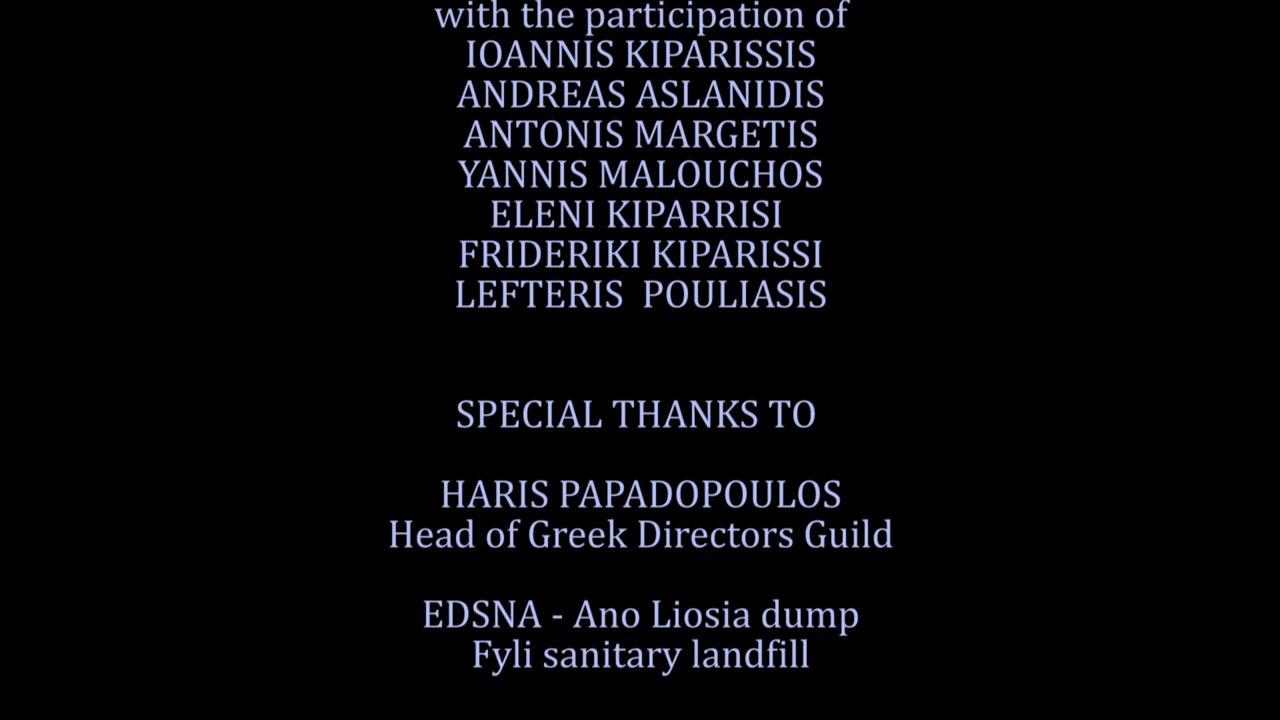 with the participation of
IOANNIS KIPARISSIS
ANDREAS ASLANIDIS
ANTONIS MARGETIS
YANNIS MALOUCHOS
ELENI KIPARRISI
FRIDERIKI KIPARISSI
LEFTERIS  POULIASIS
SPECIAL THANKS TO
HARIS PAPADOPOULOS
Head of Greek Directors Guild
EDSNA - Ano Liosia dump
Fyli sanitary landfill